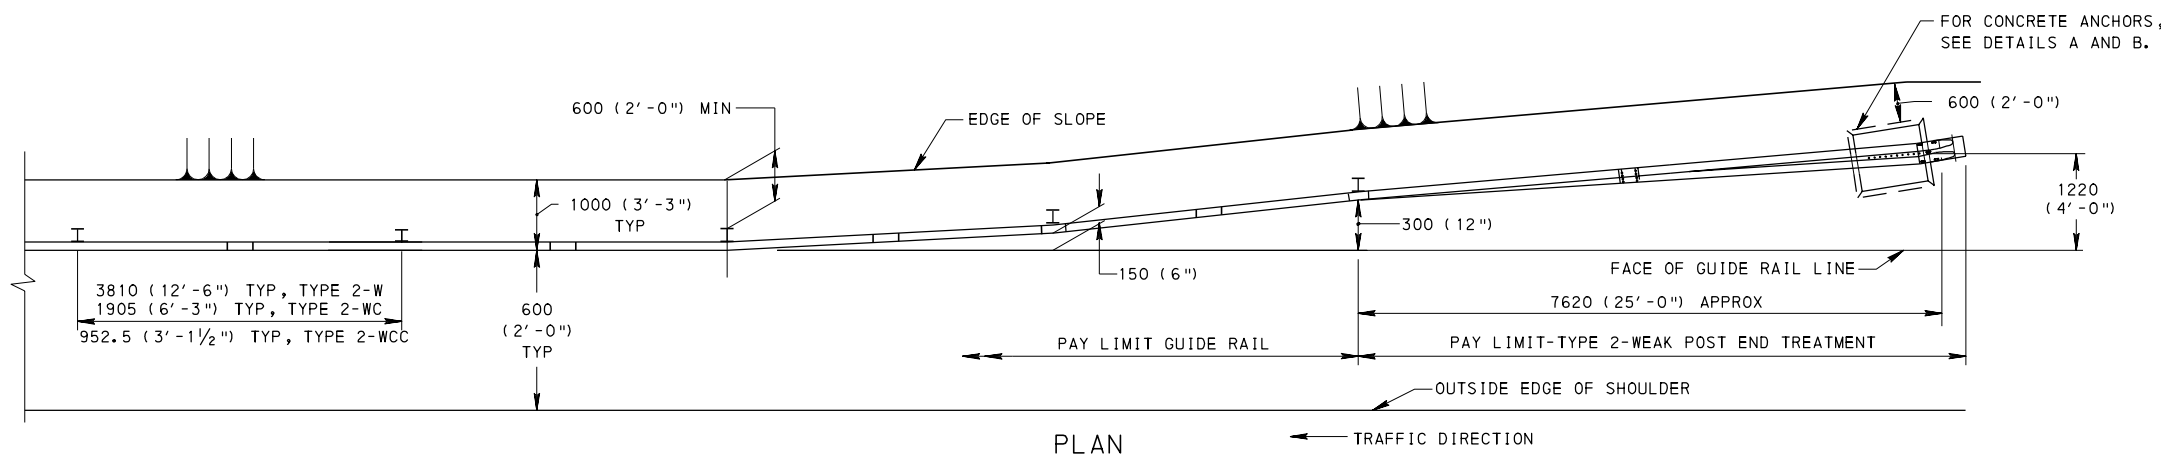 FOR CONCRETE ANCHORS,
SEE DETAILS A AND B.
600 (2'-0") MIN
EDGE OF SLOPE
600 (2'-0")
1000 (3'-3")
TYP
300 (12")
1220
(4'-0")
150 (6")
FACE OF GUIDE RAIL LINE
3810 (12'-6") TYP, TYPE 2-W
1905 (6'-3") TYP, TYPE 2-WC
952.5 (3'-1½") TYP, TYPE 2-WCC
600
(2'-0")
TYP
7620 (25'-0") APPROX
PAY LIMIT GUIDE RAIL
PAY LIMIT-TYPE 2-WEAK POST END TREATMENT
OUTSIDE EDGE OF SHOULDER
PLAN
TRAFFIC DIRECTION